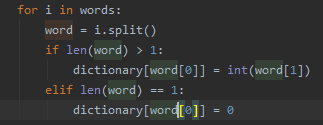 for i in words:
    word = i.split()
    if len(word) > 1:
        dictionary[word[0]] = int(word[1])
    elif len(word) == 1:
        dictionary[word[0]] = 0